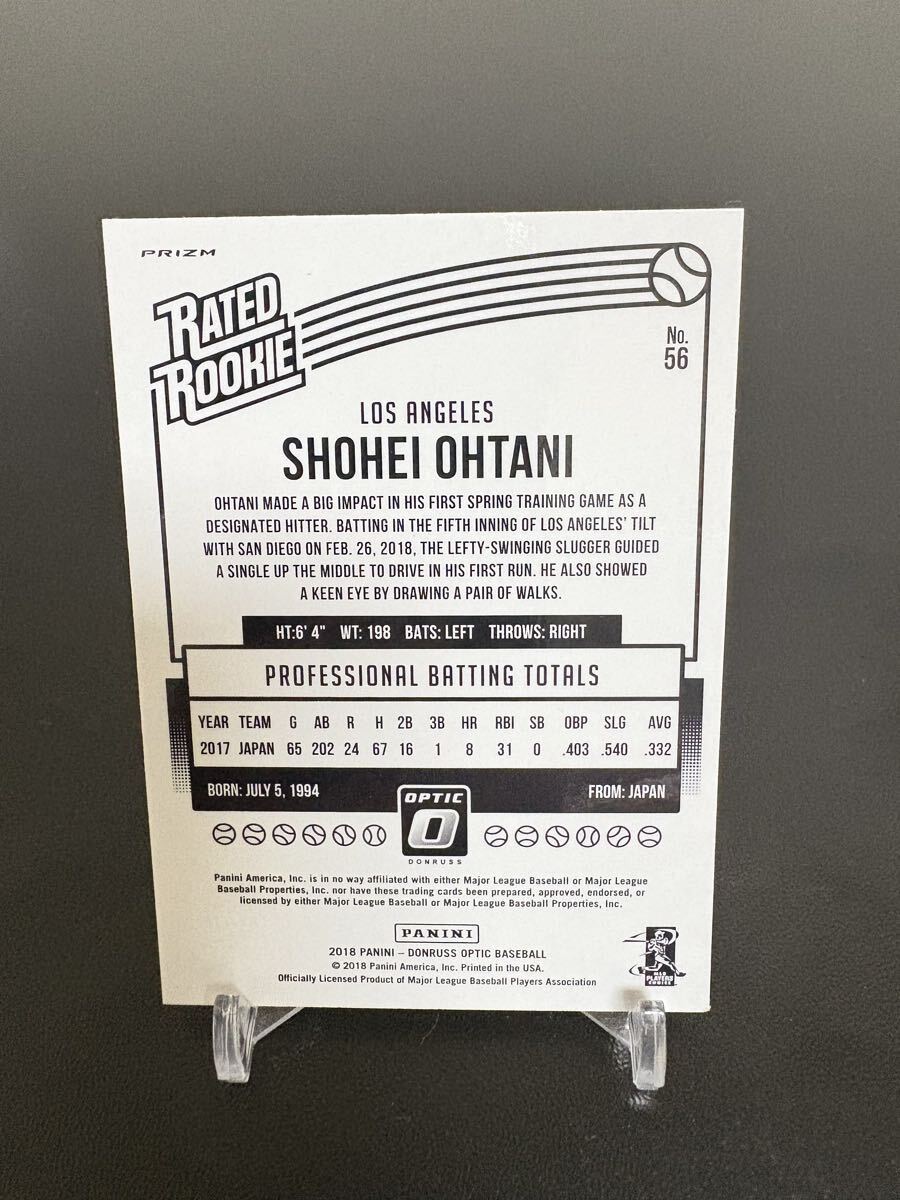 PRIZM
RATED
ROOKIE
No.
56
LOS ANGELES
SHOHEI OHTANI
OHTANI MADE A BIG IMPACT IN HIS FIRST SPRING TRAINING GAME AS A
DESIGNATED HITTER. BATTING IN THE FIFTH INNING OF LOS ANGELES' TILT
WITH SAN DIEGO ON FEB. 26, 2018, THE LEFTY-SWINGING SLUGGER GUIDED
A SINGLE UP THE MIDDLE TO DRIVE IN HIS FIRST RUN. HE ALSO SHOWED
A KEEN EYE BY DRAWING A PAIR OF WALKS.
HT:6' 4" WT: 198 BATS: LEFT THROWS: RIGHT
PROFESSIONAL BATTING TOTALS
YEAR TEAM G AB R H 2B 3B HR RBI SB OBP SLG AVG
2017 JAPAN 65 202 24 67 16 1 8 31 0 .403 .540 .332
BORN: JULY 5, 1994 FROM: JAPAN
OPTIC
O
DONRUSS
Panini America, Inc. is in no way affiliated with either Major League Baseball or Major League
Baseball Properties, Inc. nor have these trading cards been prepared, approved, endorsed, or
licensed by either Major League Baseball or Major League Baseball Properties, Inc.
PANINI
2018 PANINI – DONRUSS OPTIC BASEBALL
© 2018 Panini America, Inc. Printed in the USA.
Officially Licensed Product of Major League Baseball Players Association
MLB
PLAYERS
CHOICE